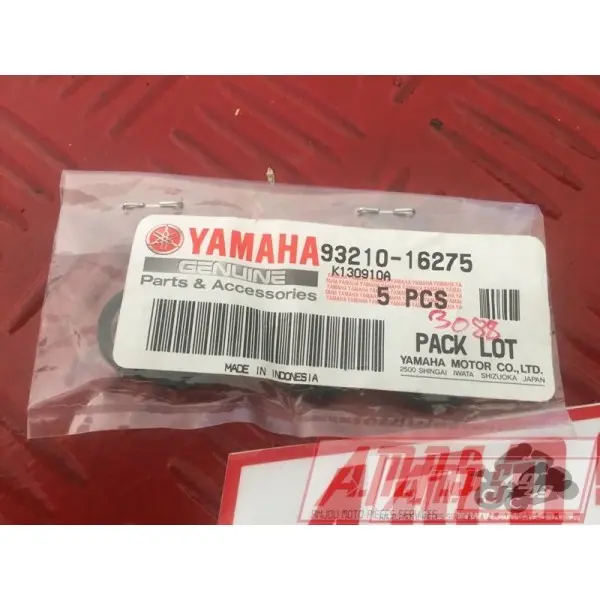 YAMAHA 93210-16275
GENUINE K130910A
Parts & Accessories 5 PCS
3088
PACK LOT
MADE IN INDONESIA YAMAHA MOTOR CO.,LTD.
2500 SHINGAI IWATA SHIZUOKA JAPAN